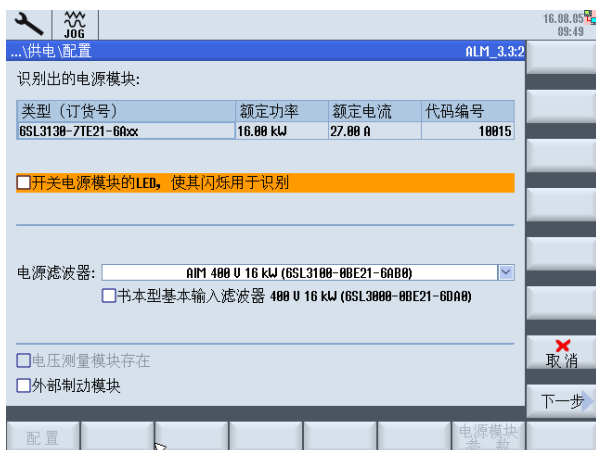 JOG
16.08.05
09:49
...\供电\配置 ALM_3.3:2
识别出的电源模块:
类型（订货号） 额定功率 额定电流 代码编号
6SL3130-7TE21-6Axx 16.00 kW 27.00 A 10015
开关电源模块的LED，使其闪烁用于识别
电源滤波器: AIM 400 V 16 kW (6SL3100-0BE21-6AB0)
书本型基本输入滤波器 400 V 16 kW (6SL3000-0BE21-6DA0)
电压测量模块存在
外部制动模块
取消
下一步
配置 电源模块
参数